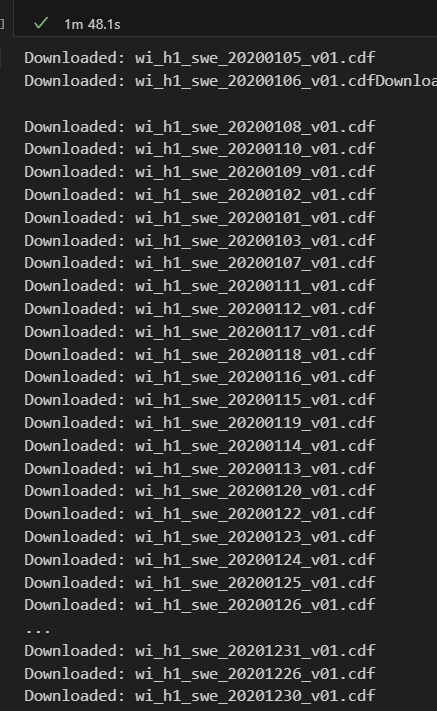 ]
1m 48.1s
Downloaded: wi_h1_swe_20200105_v01.cdf
Downloaded: wi_h1_swe_20200106_v01.cdfDownloa
Downloaded: wi_h1_swe_20200108_v01.cdf
Downloaded: wi_h1_swe_20200110_v01.cdf
Downloaded: wi_h1_swe_20200109_v01.cdf
Downloaded: wi_h1_swe_20200102_v01.cdf
Downloaded: wi_h1_swe_20200101_v01.cdf
Downloaded: wi_h1_swe_20200103_v01.cdf
Downloaded: wi_h1_swe_20200107_v01.cdf
Downloaded: wi_h1_swe_20200111_v01.cdf
Downloaded: wi_h1_swe_20200112_v01.cdf
Downloaded: wi_h1_swe_20200117_v01.cdf
Downloaded: wi_h1_swe_20200118_v01.cdf
Downloaded: wi_h1_swe_20200116_v01.cdf
Downloaded: wi_h1_swe_20200115_v01.cdf
Downloaded: wi_h1_swe_20200119_v01.cdf
Downloaded: wi_h1_swe_20200114_v01.cdf
Downloaded: wi_h1_swe_20200113_v01.cdf
Downloaded: wi_h1_swe_20200120_v01.cdf
Downloaded: wi_h1_swe_20200122_v01.cdf
Downloaded: wi_h1_swe_20200123_v01.cdf
Downloaded: wi_h1_swe_20200124_v01.cdf
Downloaded: wi_h1_swe_20200125_v01.cdf
Downloaded: wi_h1_swe_20200126_v01.cdf
...
Downloaded: wi_h1_swe_20201231_v01.cdf
Downloaded: wi_h1_swe_20201226_v01.cdf
Downloaded: wi_h1_swe_20201230_v01.cdf